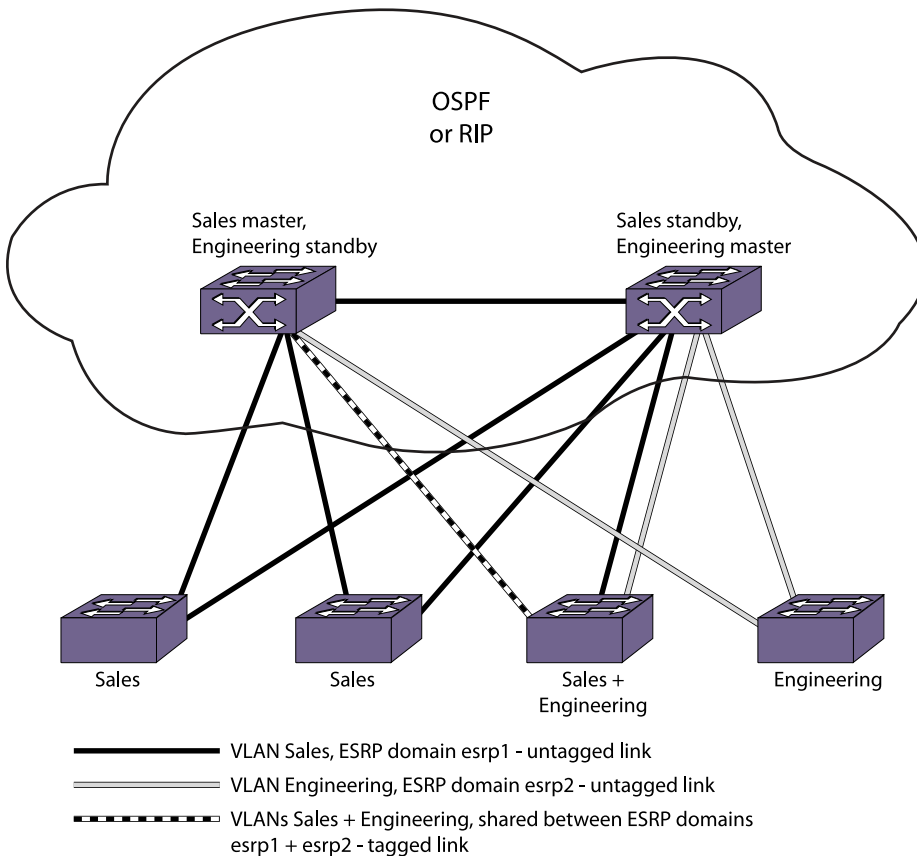 OSPF
or RIP
Sales master,
Engineering standby
Sales standby,
Engineering master
Sales
Sales
Sales +
Engineering
Engineering
VLAN Sales, ESRP domain esrp1 - untagged link
VLAN Engineering, ESRP domain esrp2 - untagged link
VLANs Sales + Engineering, shared between ESRP domains
esrp1 + esrp2 - tagged link